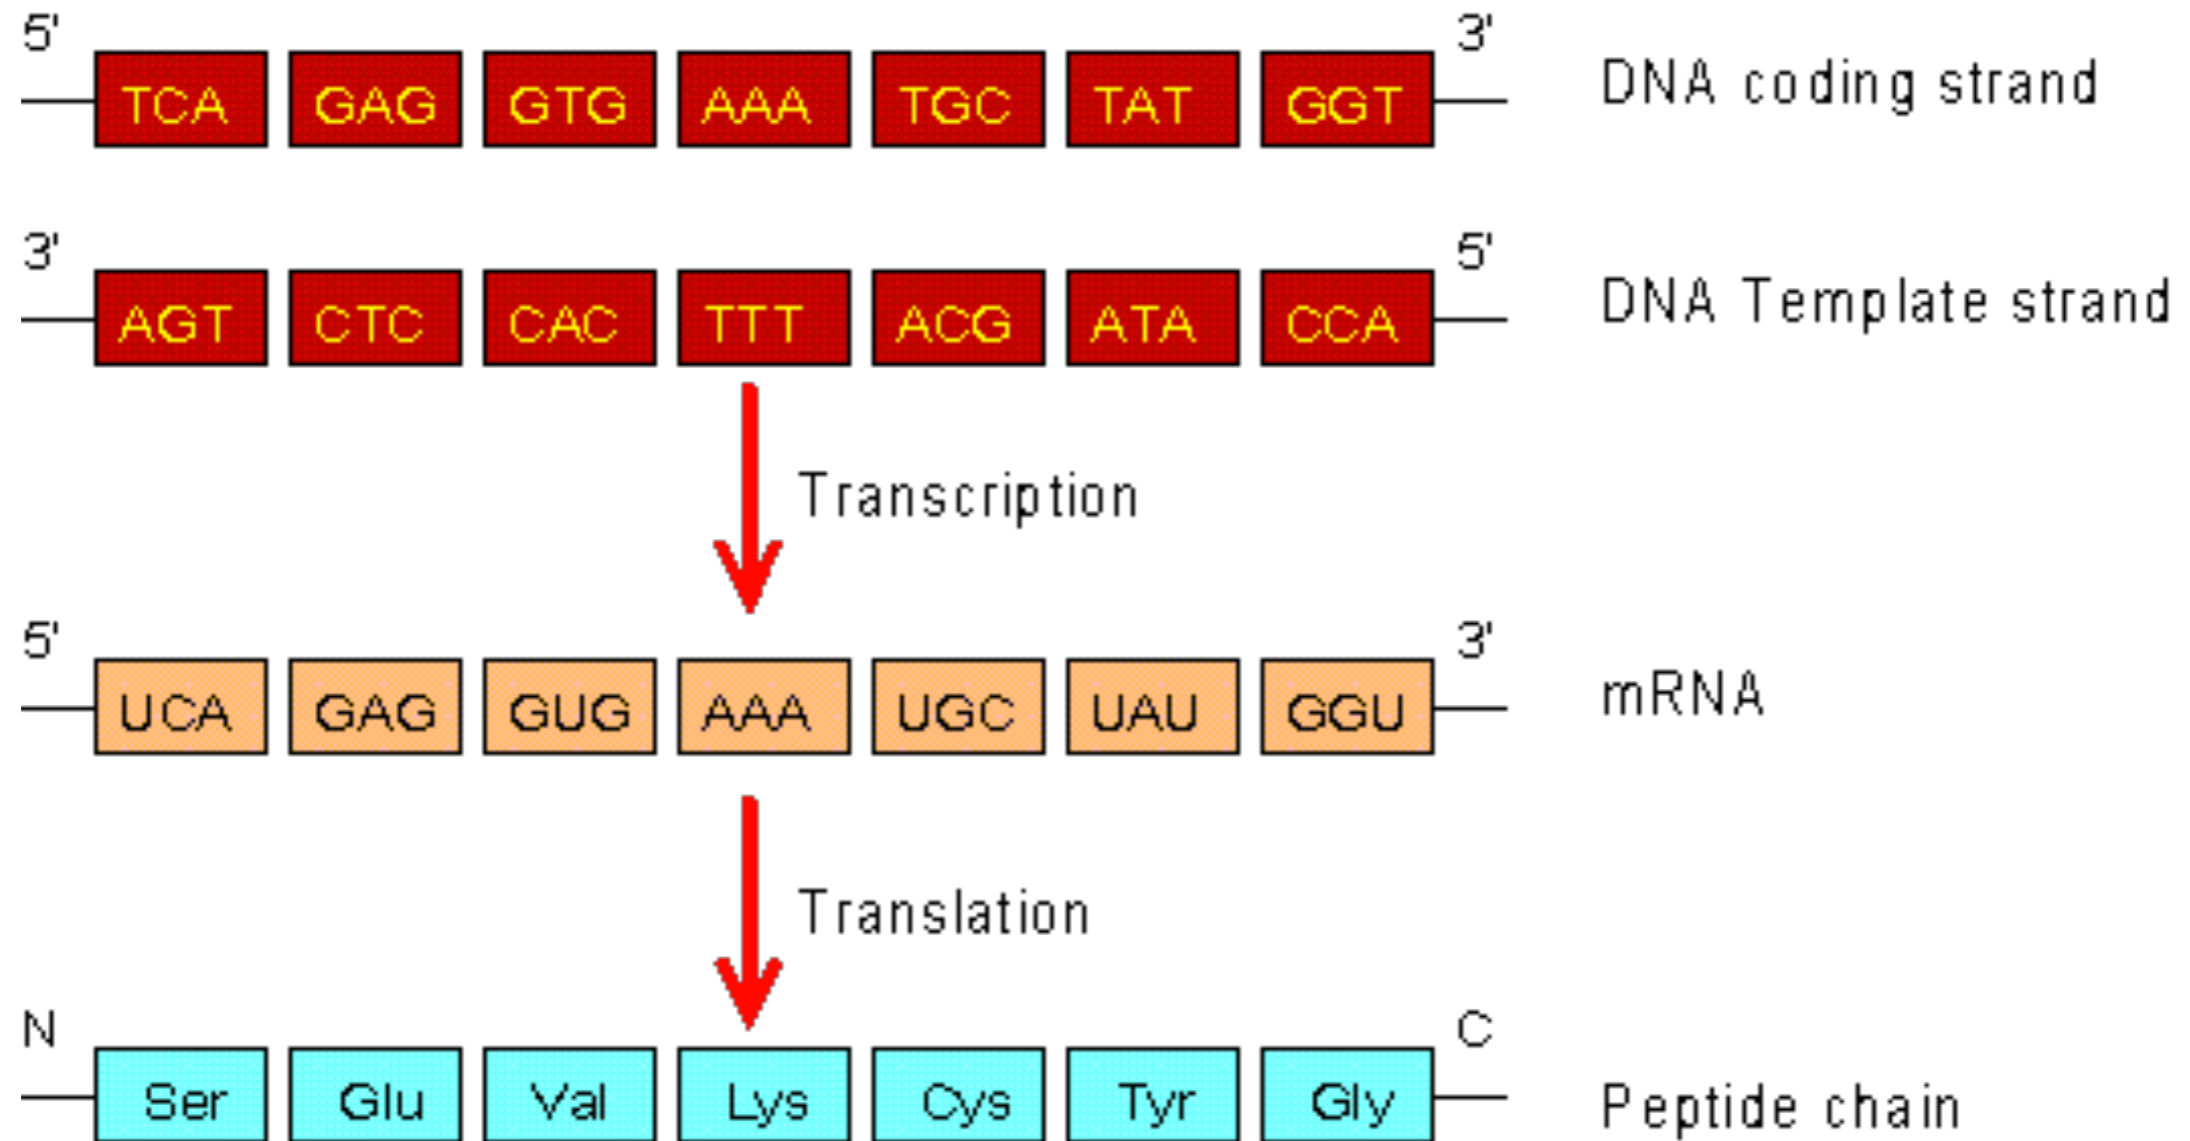 5' 3'
TCA GAG GTG AAA TGC TAT GGT DNA coding strand
3' 5'
AGT CTC CAC TTT ACG ATA CCA DNA Template strand
Transcription
5' 3'
UCA GAG GUG AAA UGC UAU GGU mRNA
Translation
N C
Ser Glu Val Lys Cys Tyr Gly Peptide chain